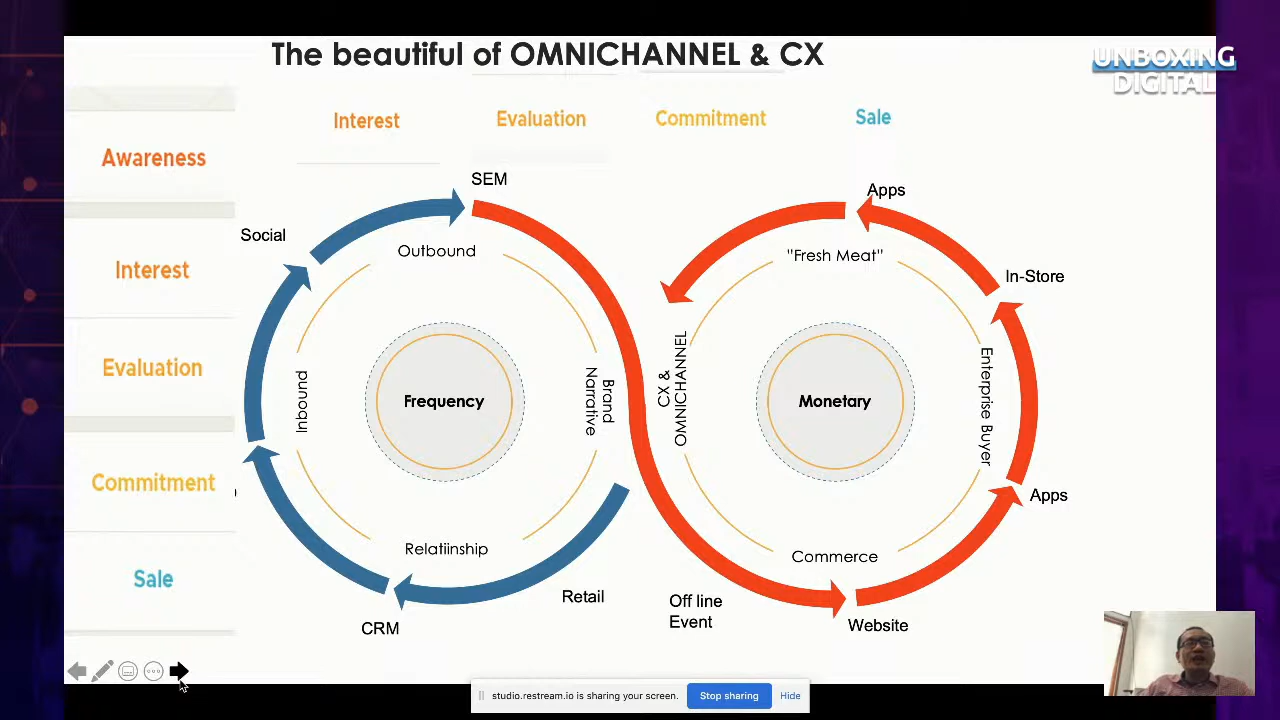 The beautiful of OMNICHANNEL & CX
UNBOXING
DIGITAL
Interest
Evaluation
Commitment
Sale
Awareness
Interest
Evaluation
Commitment
Sale
SEM
Social
Outbound
Inbound
Frequency
Brand
Narrative
Relatiinship
Retail
CRM
Apps
"Fresh Meat"
In-Store
CX &
OMNICHANNEL
Monetary
Enterprise Buyer
Apps
Commerce
Off line
Event
Website
studio.restream.io is sharing your screen.
Stop sharing
Hide